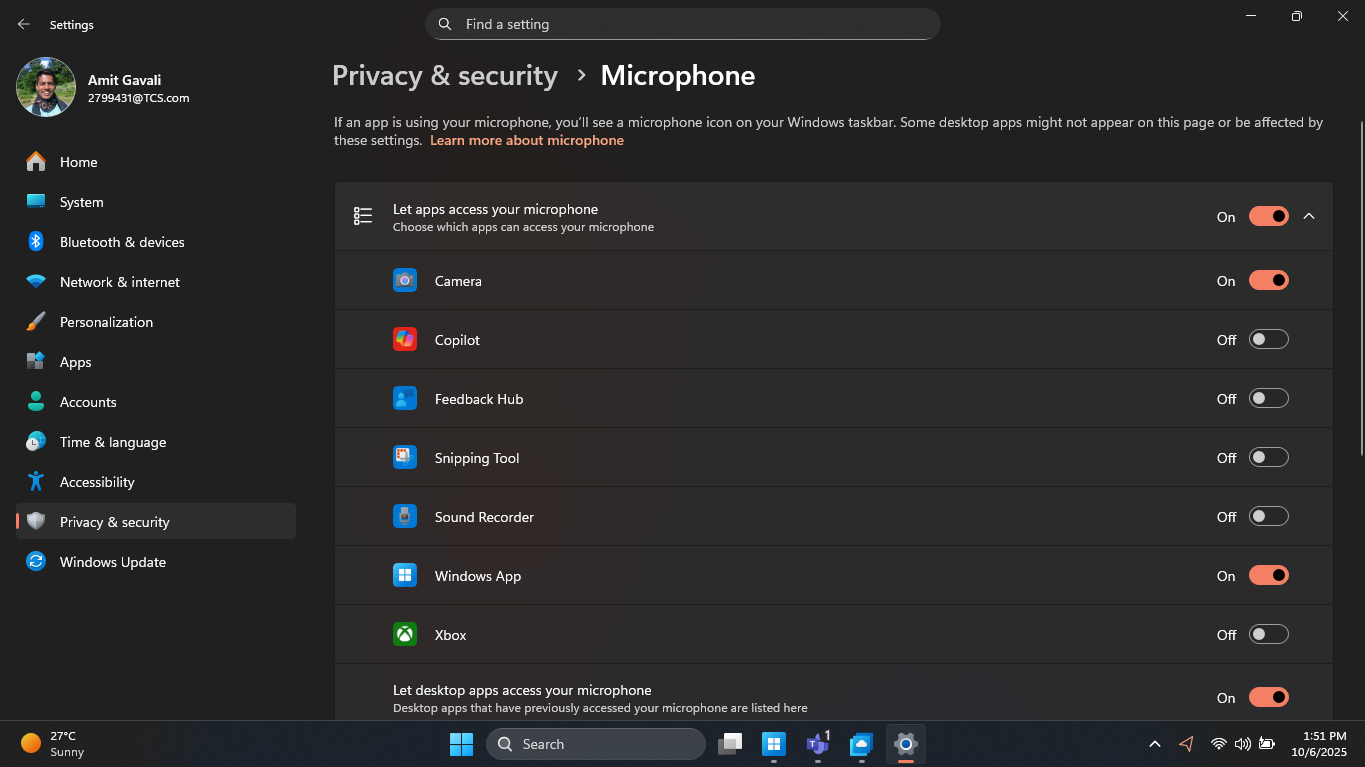 Settings
Find a setting
Amit Gavali
2799431@TCS.com
Home
System
Bluetooth & devices
Network & internet
Personalization
Apps
Accounts
Time & language
Accessibility
Privacy & security
Windows Update
Privacy & security › Microphone
If an app is using your microphone, you'll see a microphone icon on your Windows taskbar. Some desktop apps might not appear on this page or be affected by
these settings. Learn more about microphone
Let apps access your microphone
Choose which apps can access your microphone
On
Camera On
Copilot Off
Feedback Hub Off
Snipping Tool Off
Sound Recorder Off
Windows App On
Xbox Off
Let desktop apps access your microphone
Desktop apps that have previously accessed your microphone are listed here
On
27°C
Sunny
Search
1
1:51 PM
10/6/2025